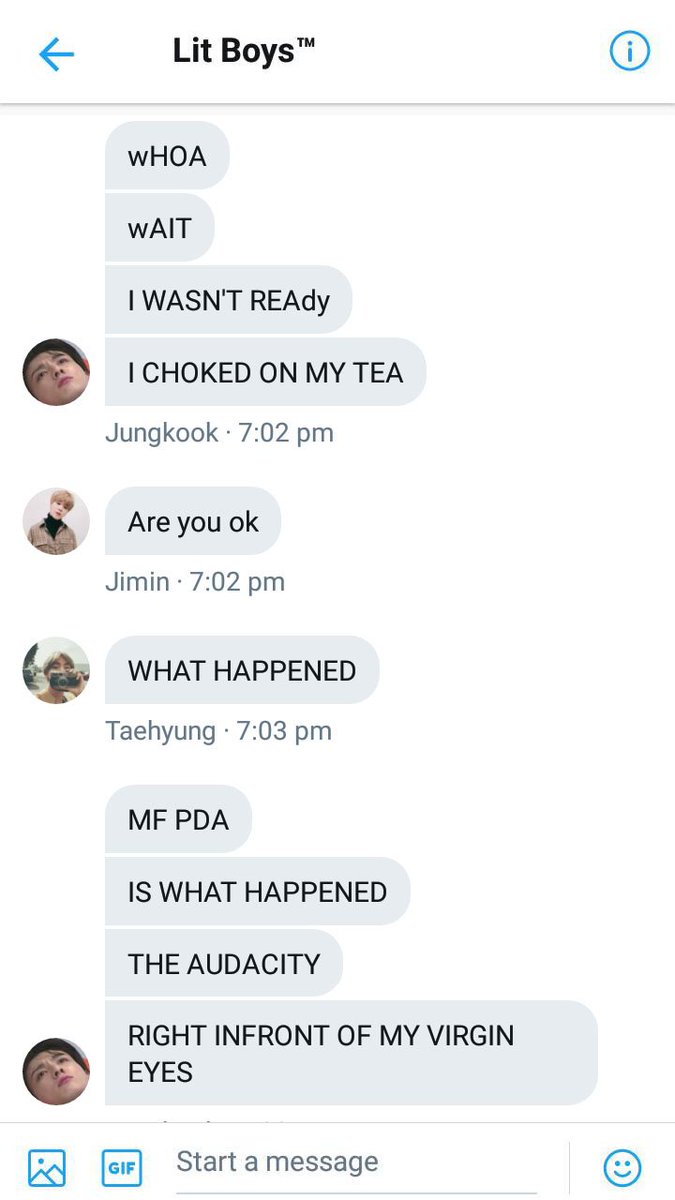 Lit Boys™
wHOA
wAIT
I WASN'T REAdy
I CHOKED ON MY TEA
Jungkook · 7:02 pm
Are you ok
Jimin · 7:02 pm
WHAT HAPPENED
Taehyung · 7:03 pm
MF PDA
IS WHAT HAPPENED
THE AUDACITY
RIGHT INFRONT OF MY VIRGIN
EYES
GIF
Start a message